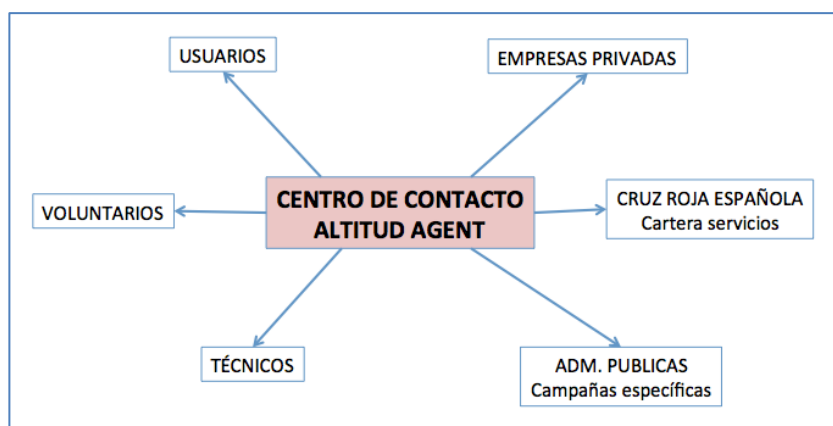 USUARIOS
EMPRESAS PRIVADAS
CENTRO DE CONTACTO
ALTITUD AGENT
VOLUNTARIOS
CRUZ ROJA ESPAÑOLA
Cartera servicios
TÉCNICOS
ADM. PUBLICAS
Campañas específicas